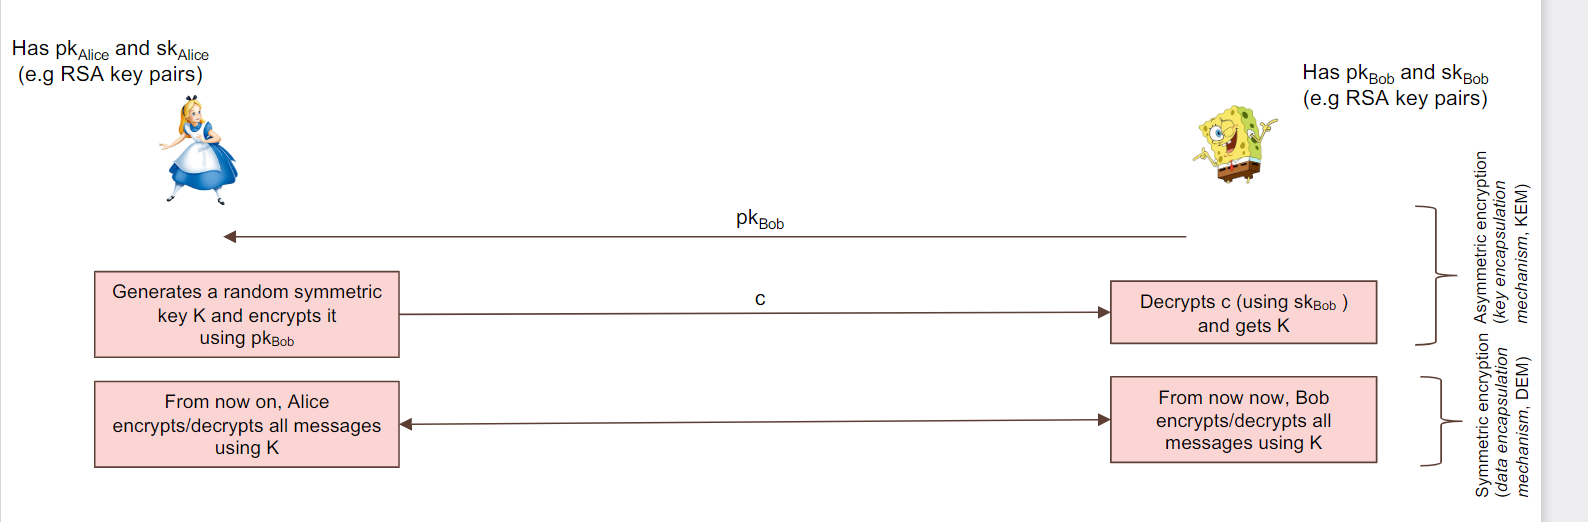 Has pkAlice and skAlice
(e.g RSA key pairs)
Has pkBob and skBob
(e.g RSA key pairs)
pkBob
Generates a random symmetric
key K and encrypts it
using pkBob
c
Decrypts c (using skBob )
and gets K
From now on, Alice
encrypts/decrypts all messages
using K
From now now, Bob
encrypts/decrypts all
messages using K
Asymmetric encryption
(key encapsulation
mechanism, KEM)
Symmetric encryption
(data encapsulation
mechanism, DEM)